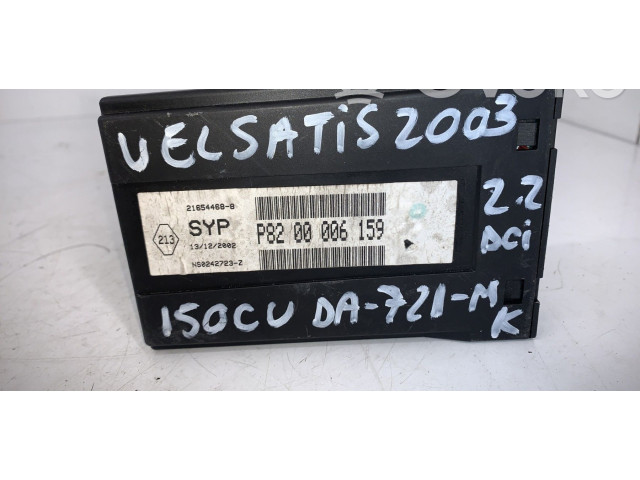 VELSATIS 2003
21654468-8
SYP
213
13/12/2002
N50242723-Z
P82 00 006 159
2.2
DCI
150CU DA-721-M
K